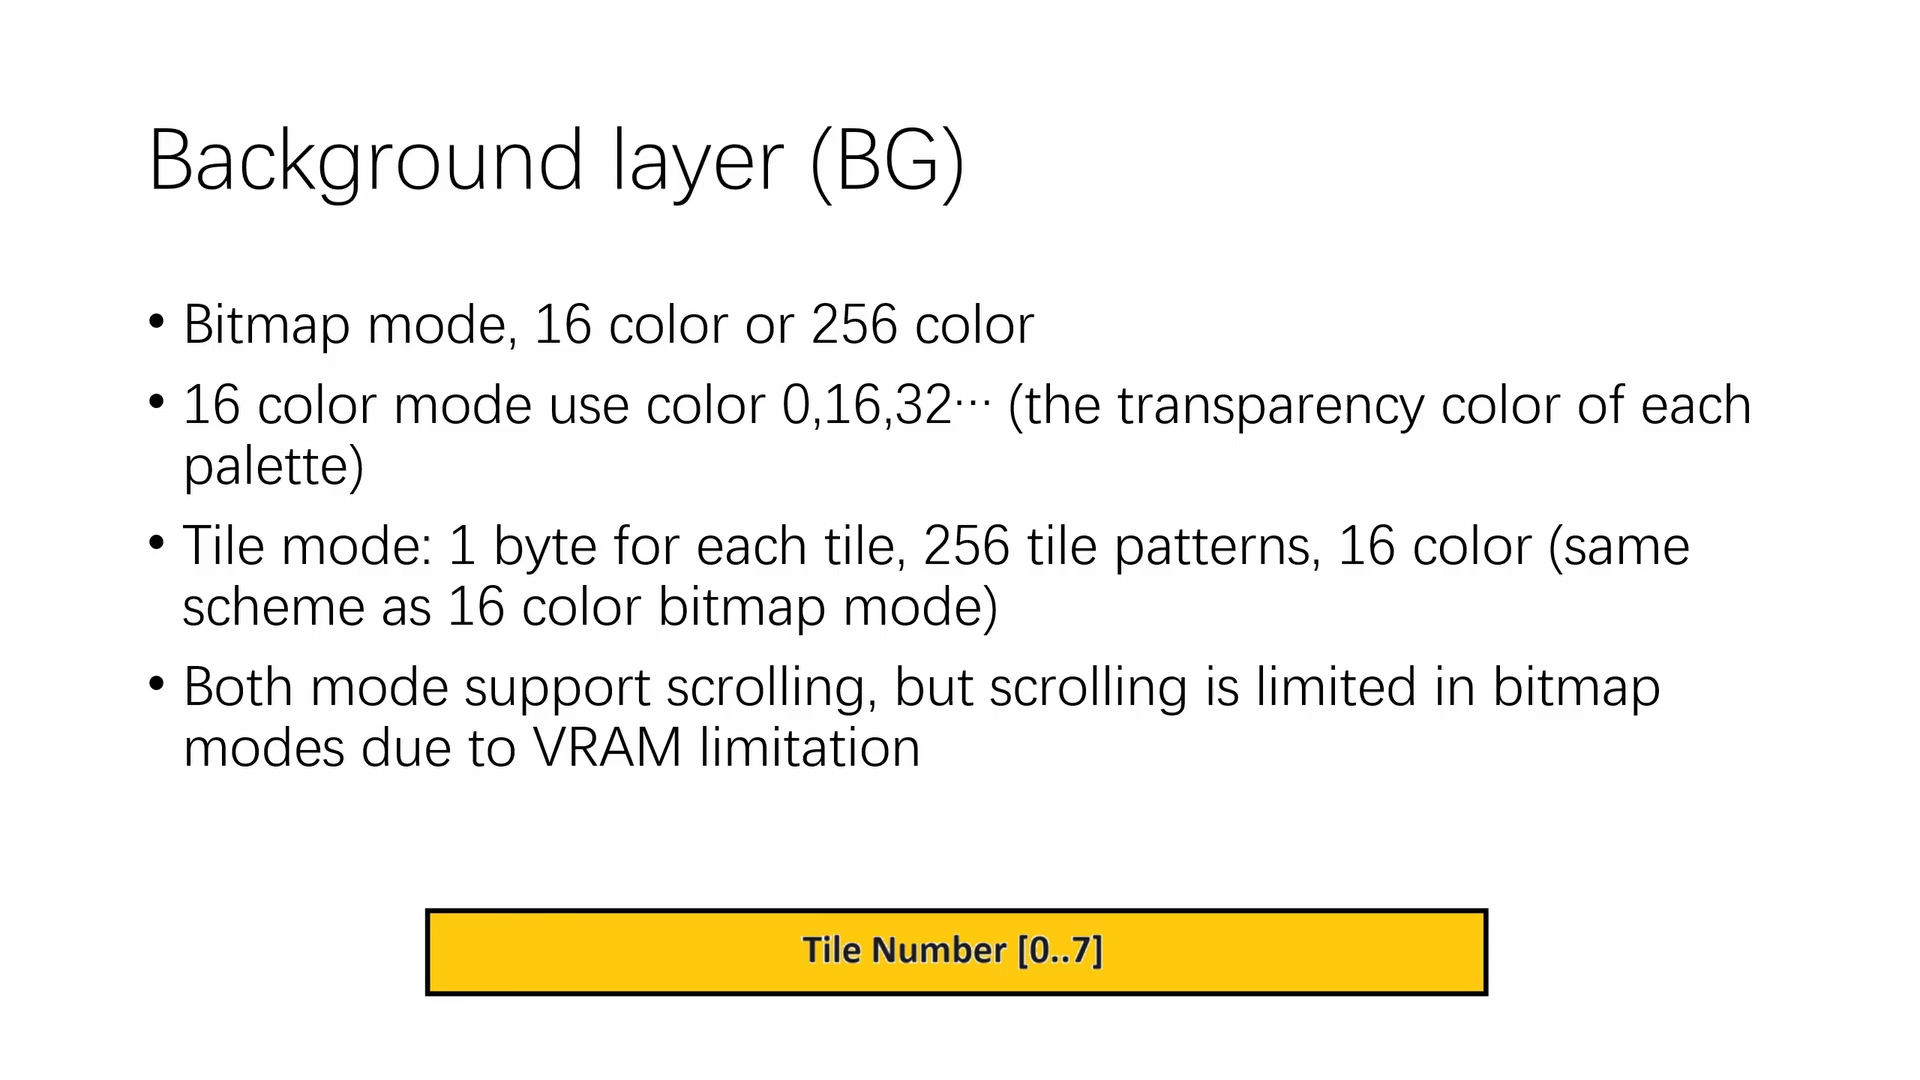 Background layer (BG)
• Bitmap mode, 16 color or 256 color
• 16 color mode use color 0,16,32… (the transparency color of each
palette)
• Tile mode: 1 byte for each tile, 256 tile patterns, 16 color (same
scheme as 16 color bitmap mode)
• Both mode support scrolling, but scrolling is limited in bitmap
modes due to VRAM limitation
Tile Number [0..7]